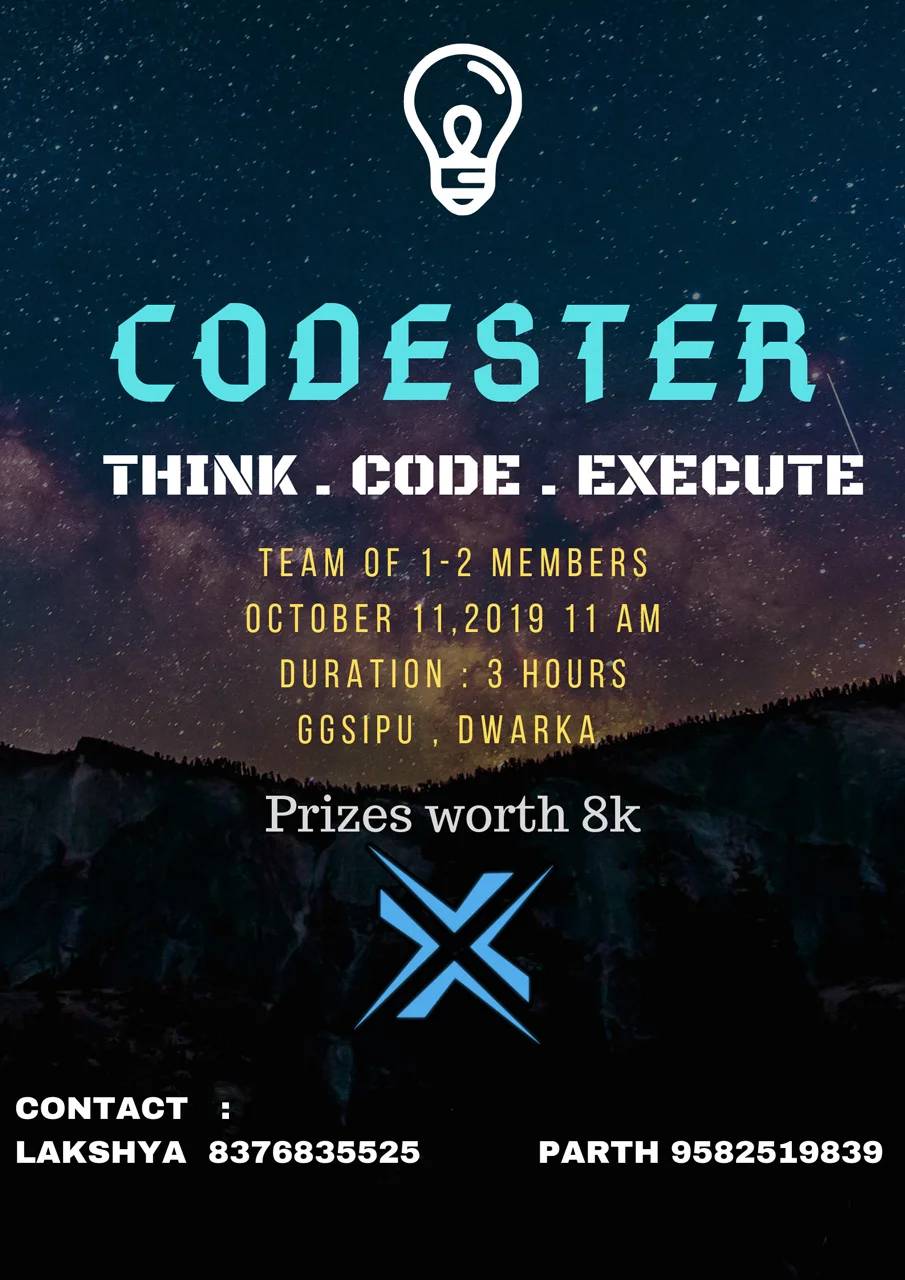 CODESTER
THINK . CODE . EXECUTE
TEAM OF 1-2 MEMBERS
OCTOBER 11,2019 11 AM
DURATION : 3 HOURS
GGSIPU , DWARKA
Prizes worth 8k
CONTACT :
LAKSHYA 8376835525 PARTH 9582519839